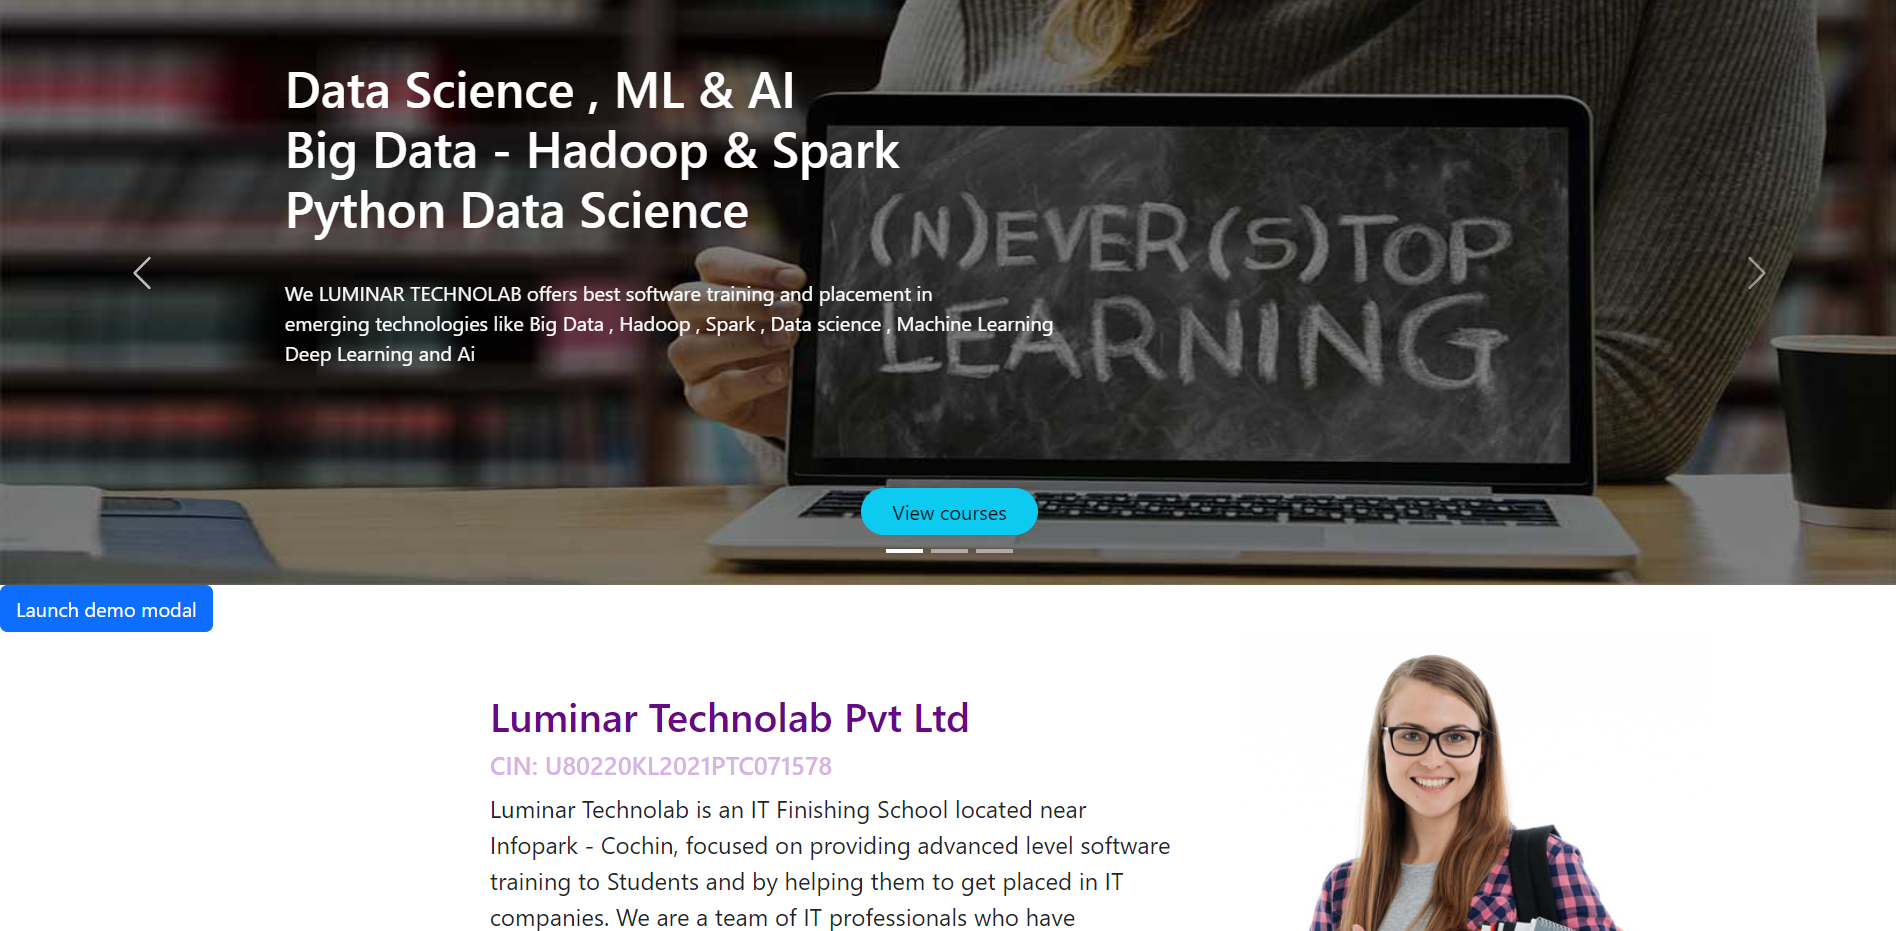 Data Science , ML & AI
Big Data - Hadoop & Spark
Python Data Science
We LUMINAR TECHNOLAB offers best software training and placement in
emerging technologies like Big Data , Hadoop , Spark , Data science , Machine Learning
Deep Learning and Ai
(N)EVER (S)TOP
LEARNING
View courses
Launch demo modal
Luminar Technolab Pvt Ltd
CIN: U80220KL2021PTC071578
Luminar Technolab is an IT Finishing School located near
Infopark - Cochin, focused on providing advanced level software
training to Students and by helping them to get placed in IT
companies. We are a team of IT professionals who have